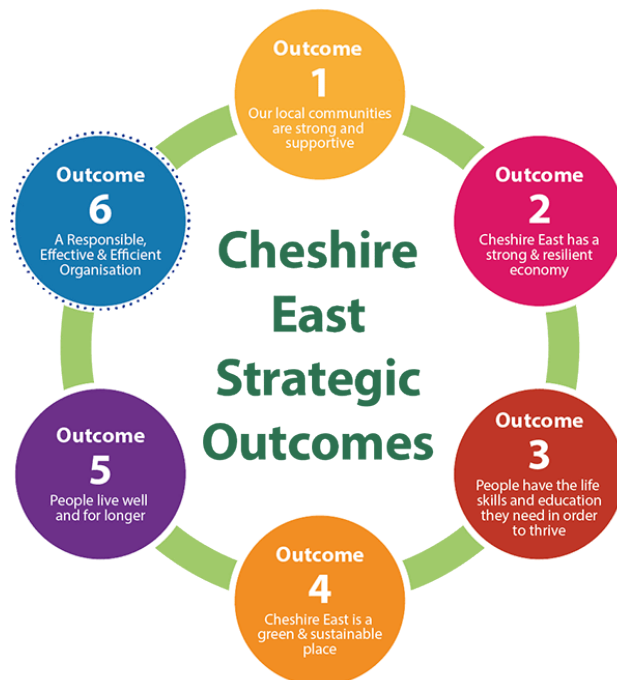 Outcome
1
Our local communities
are strong and
supportive
Outcome
2
Cheshire East has a
strong & resilient
economy
Outcome
3
People have the life
skills and education
they need in order
to thrive
Outcome
4
Cheshire East is a
green & sustainable
place
Outcome
5
People live well
and for longer
Outcome
6
A Responsible,
Effective & Efficient
Organisation
Cheshire
East
Strategic
Outcomes